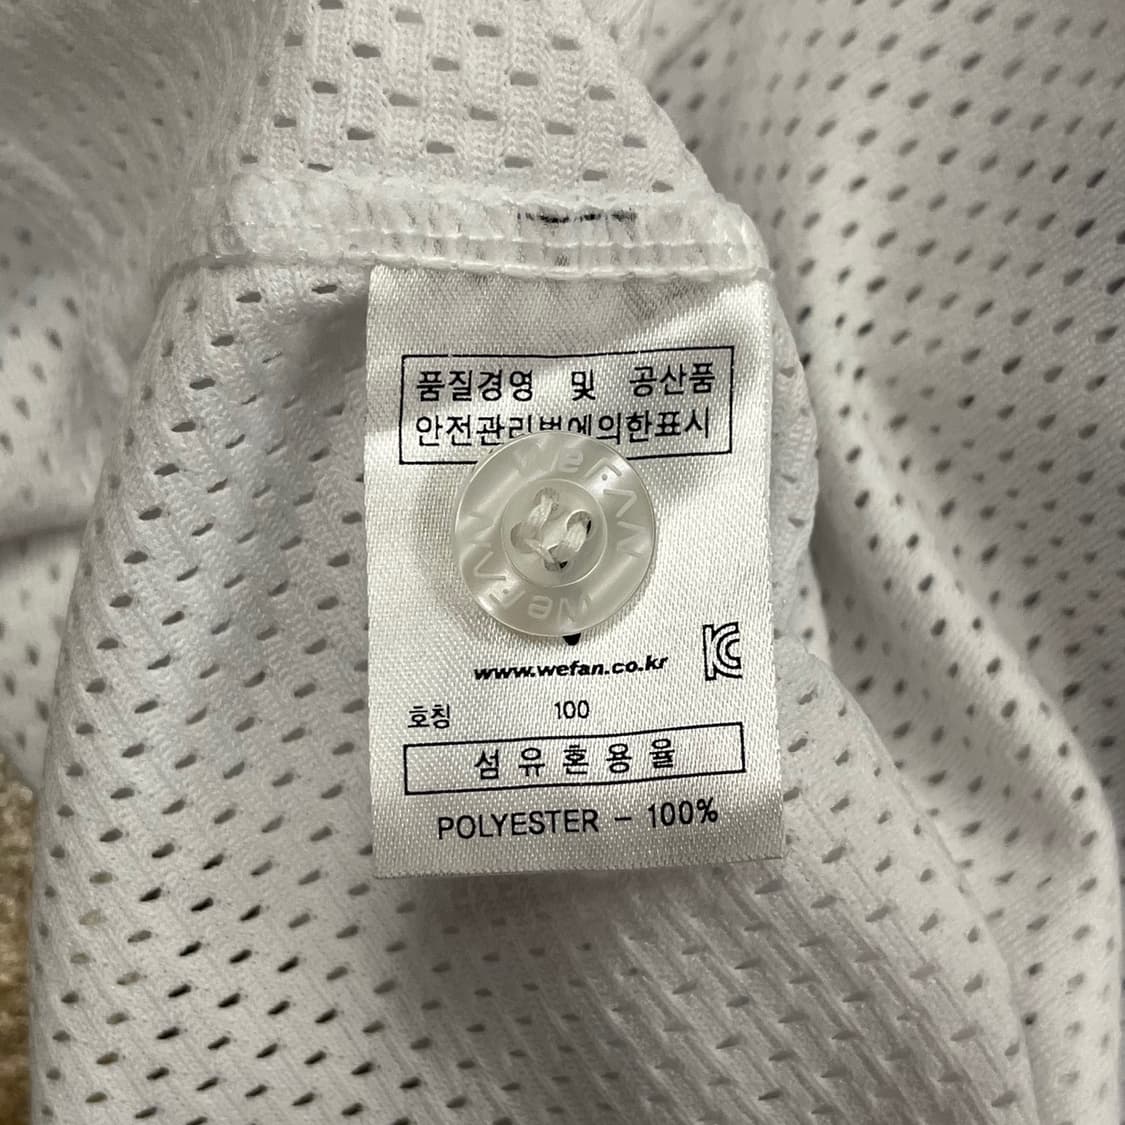 품질경영 및 공산품
안전관리법에의한표시
WeFAN
WeFAN
www.wefan.co.kr
호칭 100
섬유혼용율
POLYESTER - 100%